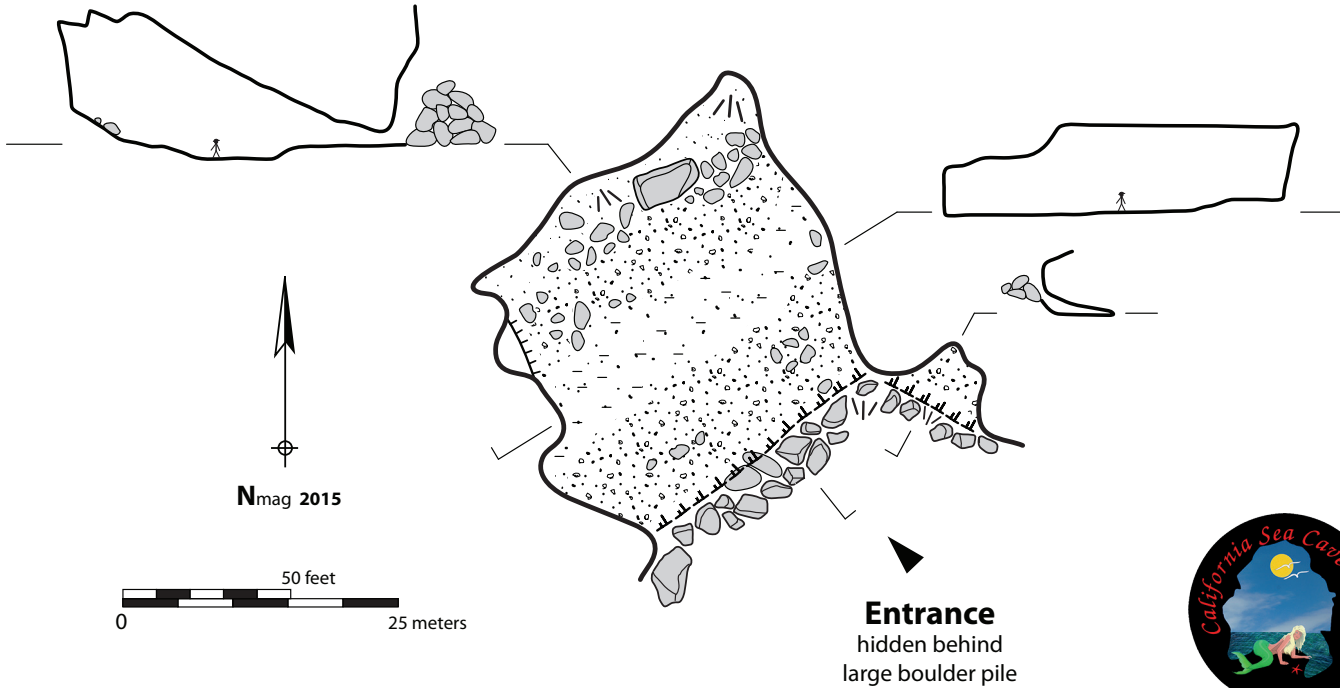 Nmag 2015
50 feet
0
25 meters
Entrance
hidden behind
large boulder pile
California Sea Cave